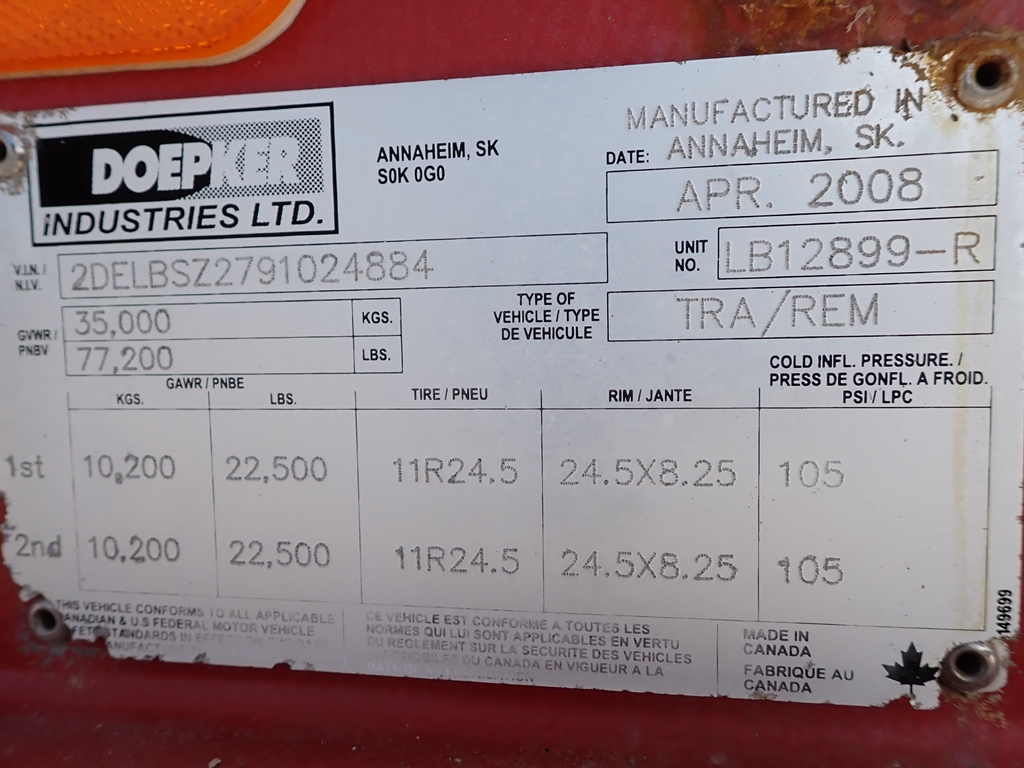 DOEPKER
INDUSTRIES LTD.
ANNAHEIM, SK
S0K 0G0
MANUFACTURED IN
ANNAHEIM, SK.
DATE:
APR. 2008
V.I.N. /
N.I.V.
2DELBSZ2791024884
UNIT
NO.
LB12899-R
GVWR /
PNBV
35,000 KGS.
77,200 LBS.
TYPE OF
VEHICLE / TYPE
DE VEHICULE
TRA/REM
GAWR / PNBE
KGS. LBS. TIRE / PNEU RIM / JANTE
COLD INFL. PRESSURE. /
PRESS DE GONFL. A FROID.
PSI / LPC
1st 10,200 22,500 11R24.5 24.5X8.25 105
2nd 10,200 22,500 11R24.5 24.5X8.25 105
THIS VEHICLE CONFORMS TO ALL APPLICABLE
CANADIAN & U.S FEDERAL MOTOR VEHICLE
STANDARDS IN
CE VEHICULE EST CONFORME A TOUTES LES
NORMES QUI LUI SONT APPLICABLES EN VERTU
DU REGLEMENT SUR LA SECURITE DES VEHICLES
DU CANADA EN VIGUEUR A LA
MADE IN
CANADA
FABRIQUE AU
CANADA
149699